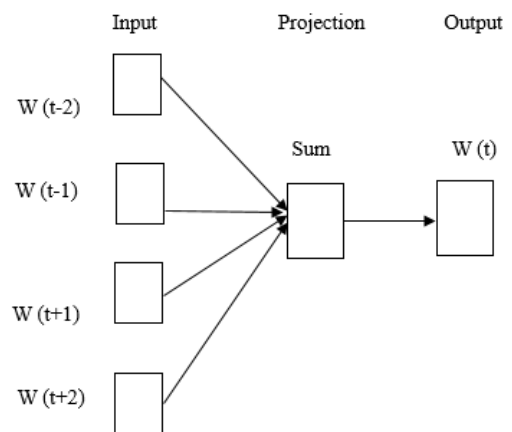 Input Projection Output
W (t-2)
Sum W (t)
W (t-1)
W (t+1)
W (t+2)